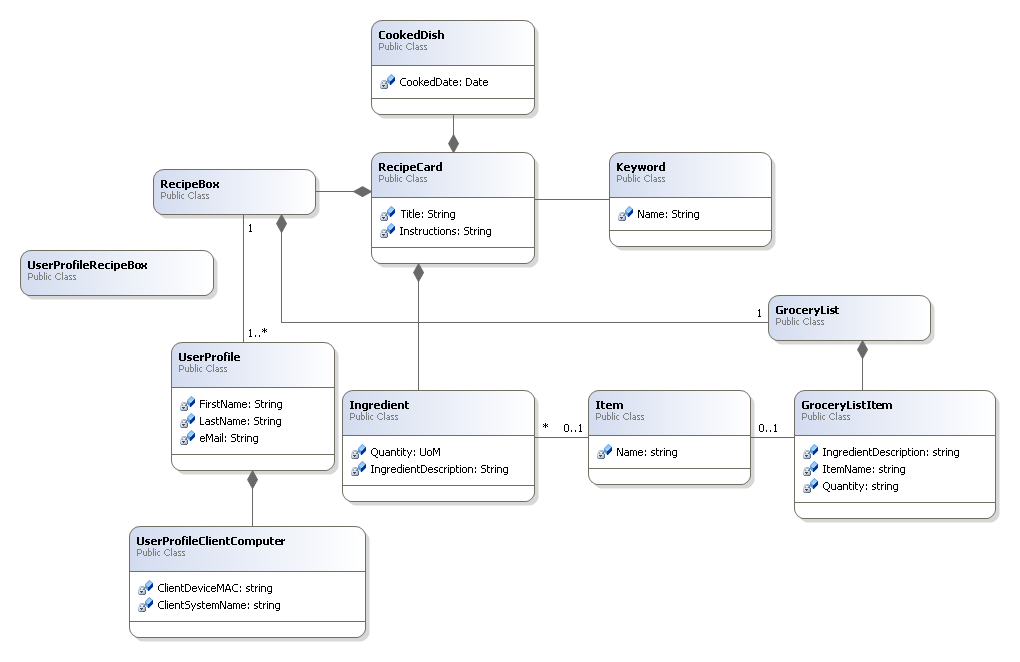 CookedDish
Public Class
CookedDate: Date
RecipeCard
Public Class
Title: String
Instructions: String
Keyword
Public Class
Name: String
RecipeBox
Public Class
1
UserProfileRecipeBox
Public Class
1
GroceryList
Public Class
1..*
UserProfile
Public Class
FirstName: String
LastName: String
eMail: String
Ingredient
Public Class
Quantity: UoM
IngredientDescription: String
*
0..1
Item
Public Class
Name: string
0..1
GroceryListItem
Public Class
IngredientDescription: string
ItemName: string
Quantity: string
UserProfileClientComputer
Public Class
ClientDeviceMAC: string
ClientSystemName: string